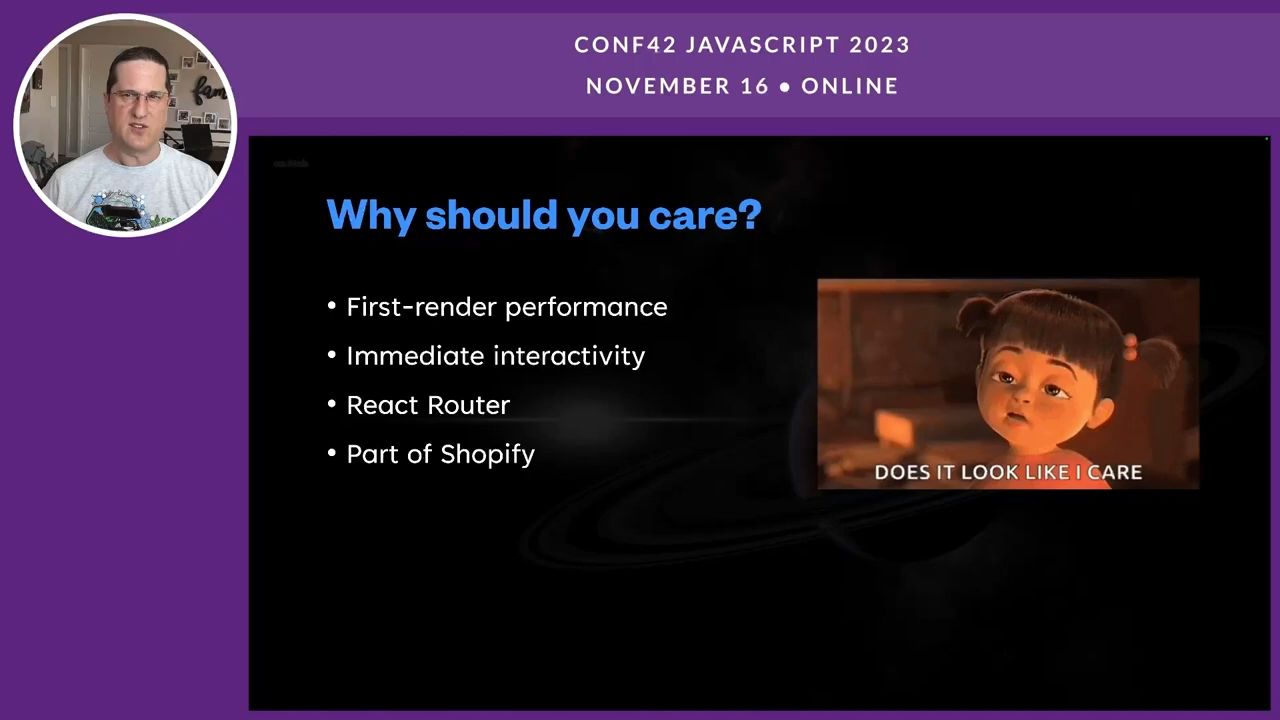 CONF42 JAVASCRIPT 2023
NOVEMBER 16 ● ONLINE
Why should you care?
• First-render performance
• Immediate interactivity
• React Router
• Part of Shopify
DOES IT LOOK LIKE I CARE